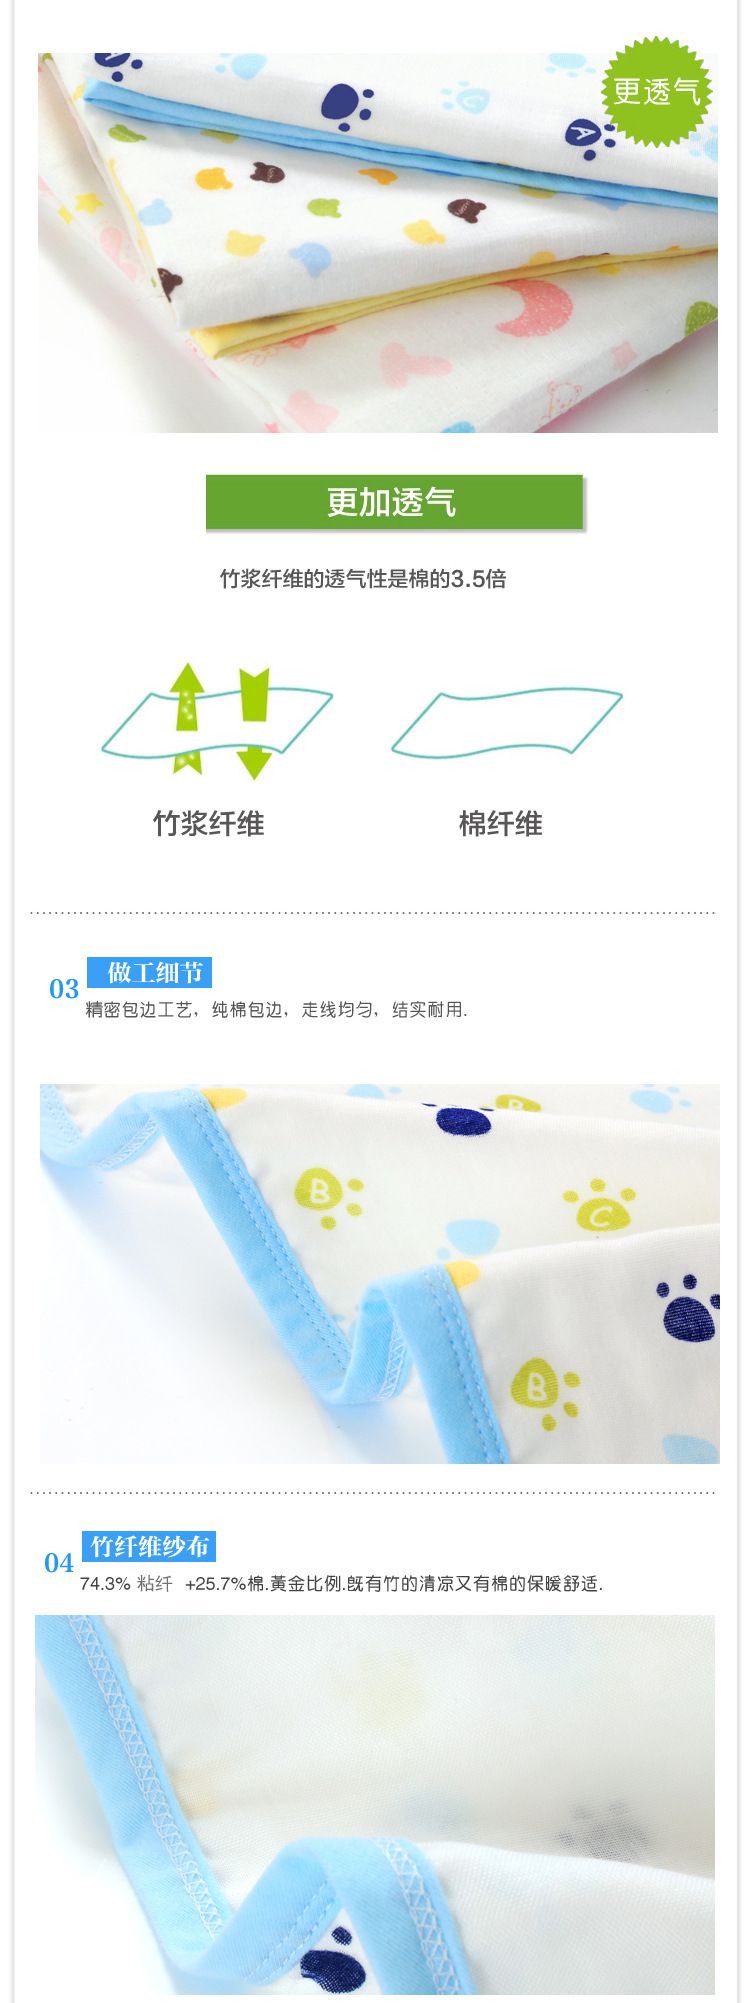 更透气
更加透气
竹浆纤维的透气性是棉的3.5倍
竹浆纤维
棉纤维
03
做工细节
精密包边工艺，纯棉包边，走线均匀，结实耐用.
A
C
A
B
B
C
B
04
竹纤维纱布
74.3% 粘纤 +25.7%棉.黃金比例.既有竹的清凉又有棉的保暖舒适.